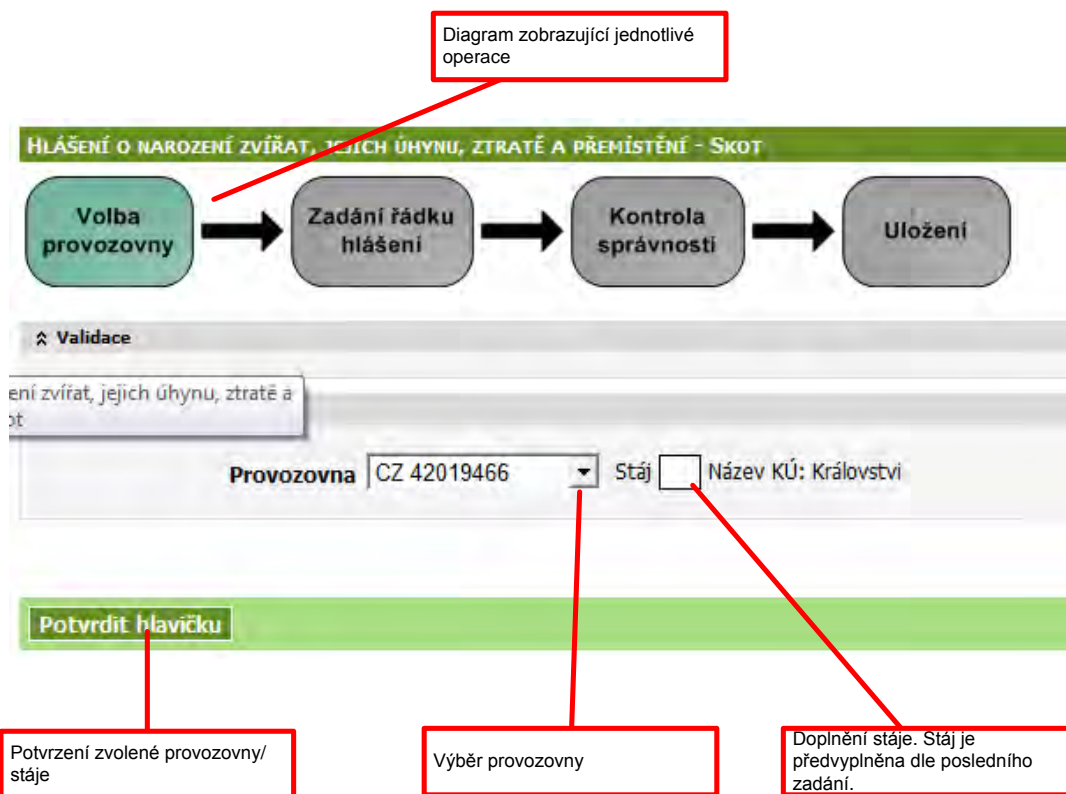 Diagram zobrazující jednotlivé
operace
HLÁŠENÍ O NAROZENÍ ZVÍŘAT, JEJICH ÚHYNU, ZTRATĚ A PŘEMÍSTĚNÍ - SKOT
Volba
provozovny
Zadání řádku
hlášení
Kontrola
správnosti
Uložení
Validace
ení zvířat, jejich úhynu, ztratě a
ot
Provozovna CZ 42019466 Stáj Název KÚ: Královstvi
Potvrdit hlavičku
Potvrzení zvolené provozovny/
stáje
Výběr provozovny
Doplnění stáje. Stáj je
předvyplněna dle posledního
zadání.